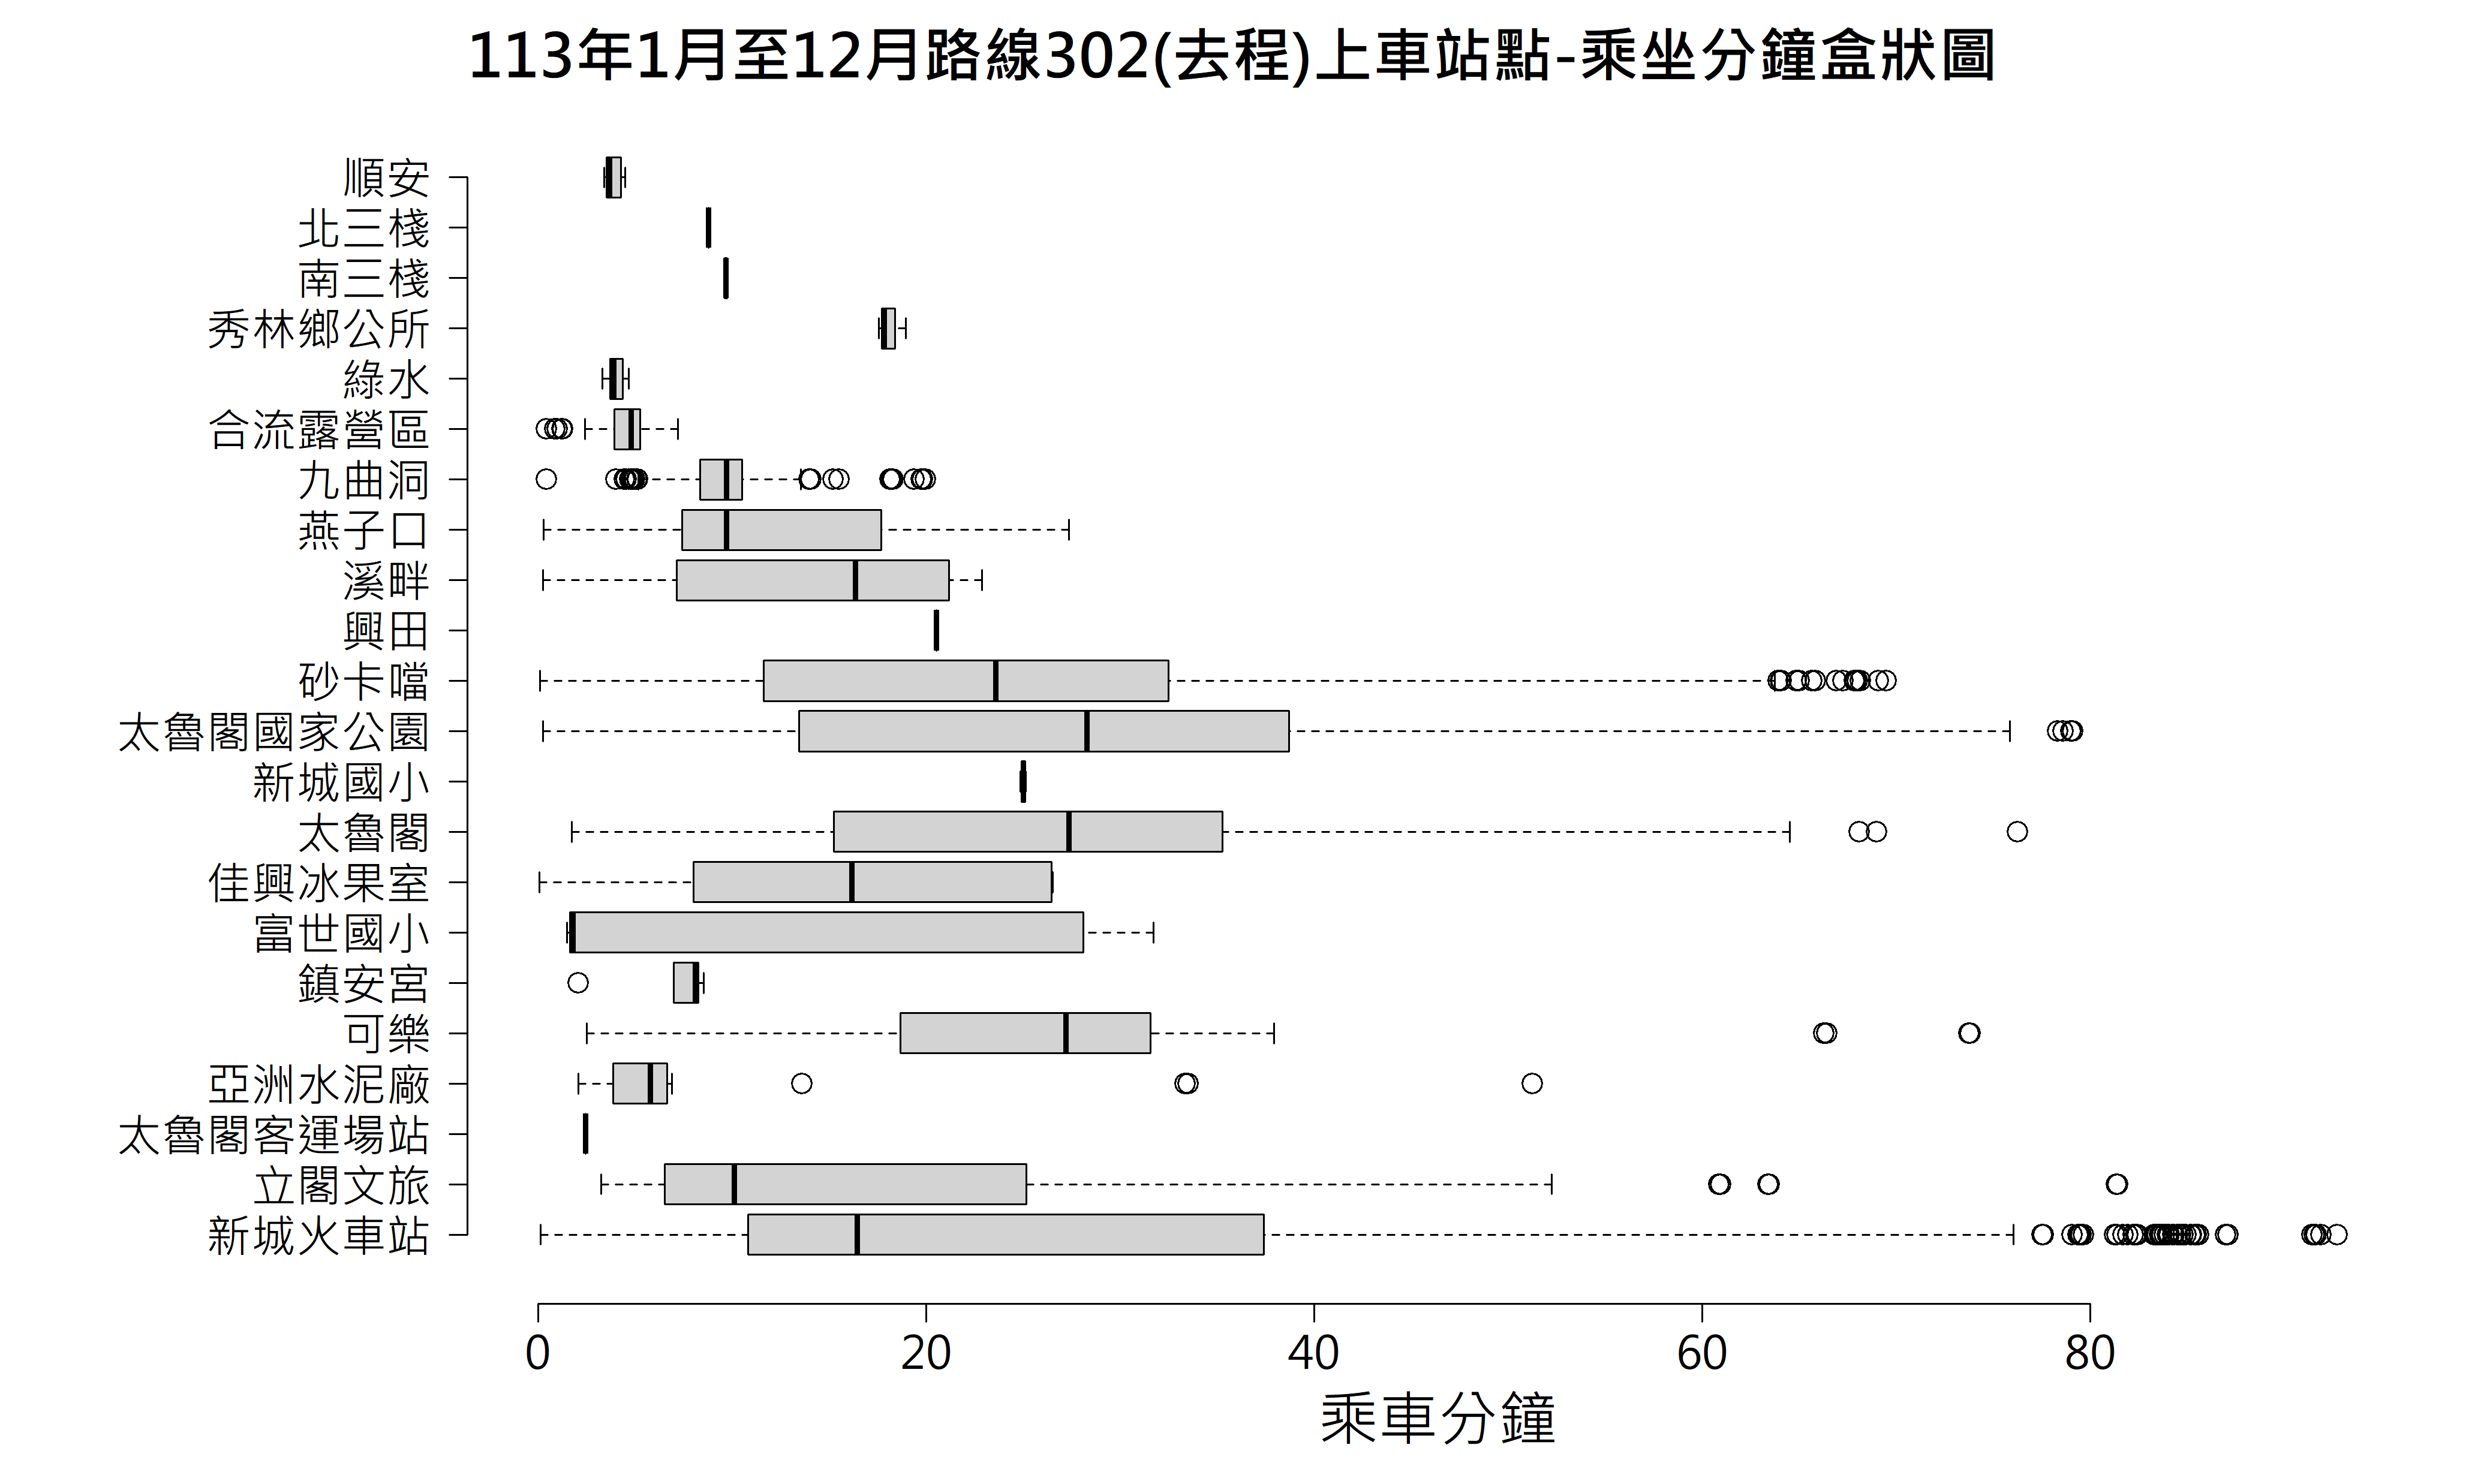 113年1月至12月路線302(去程)上車站點-乘坐分鐘盒狀圖
順安
北三棧
南三棧
秀林鄉公所
綠水
合流露營區
九曲洞
燕子口
溪畔
興田
砂卡噹
太魯閣國家公園
新城國小
太魯閣
佳興冰果室
富世國小
鎮安宮
可樂
亞洲水泥廠
太魯閣客運場站
立閣文旅
新城火車站
0 20 40 60 80
乘車分鐘